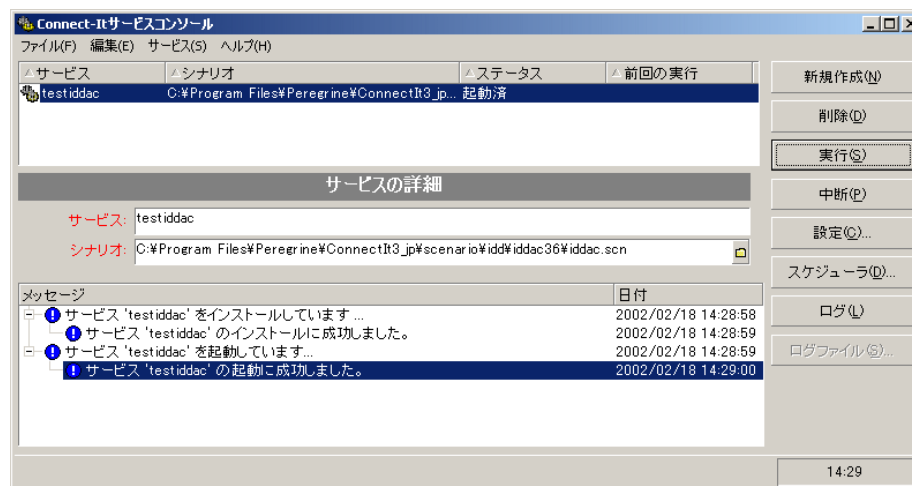 Connect-Itサービスコンソール
ファイル(F) 編集(E) サービス(S) ヘルプ(H)
サービス シナリオ ステータス 前回の実行
testiddac C:¥Program Files¥Peregrine¥ConnectIt3_jp... 起動済
新規作成(N)
削除(D)
実行(S)
中断(P)
設定(C)...
スケジューラ(D)...
ログ(L)
ログファイル(S)...
サービスの詳細
サービス: testiddac
シナリオ: C:¥Program Files¥Peregrine¥ConnectIt3_jp¥scenario¥idd¥iddac36¥iddac.scn
メッセージ 日付
サービス 'testiddac' をインストールしています ... 2002/02/18 14:28:58
サービス 'testiddac' のインストールに成功しました。 2002/02/18 14:28:59
サービス 'testiddac' を起動しています... 2002/02/18 14:28:59
サービス 'testiddac' の起動に成功しました。 2002/02/18 14:29:00
14:29